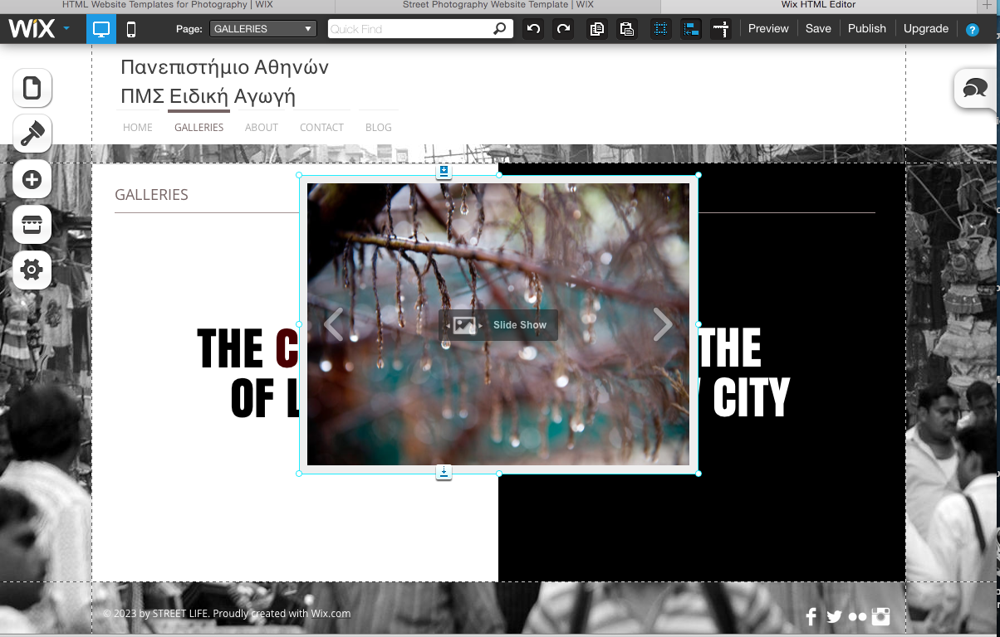 HTML Website Templates for Photography | WIX
Street Photography Website Template | WIX
Wix HTML Editor
WiX
Page:
GALLERIES
Quick Find
Preview
Save
Publish
Upgrade
?
Πανεπιστήμιο Αθηνών
ΠΜΣ Ειδική Αγωγή
HOME
GALLERIES
ABOUT
CONTACT
BLOG
GALLERIES
Slide Show
THE
THE
OF
CITY
© 2023 by STREET LIFE. Proudly created with Wix.com